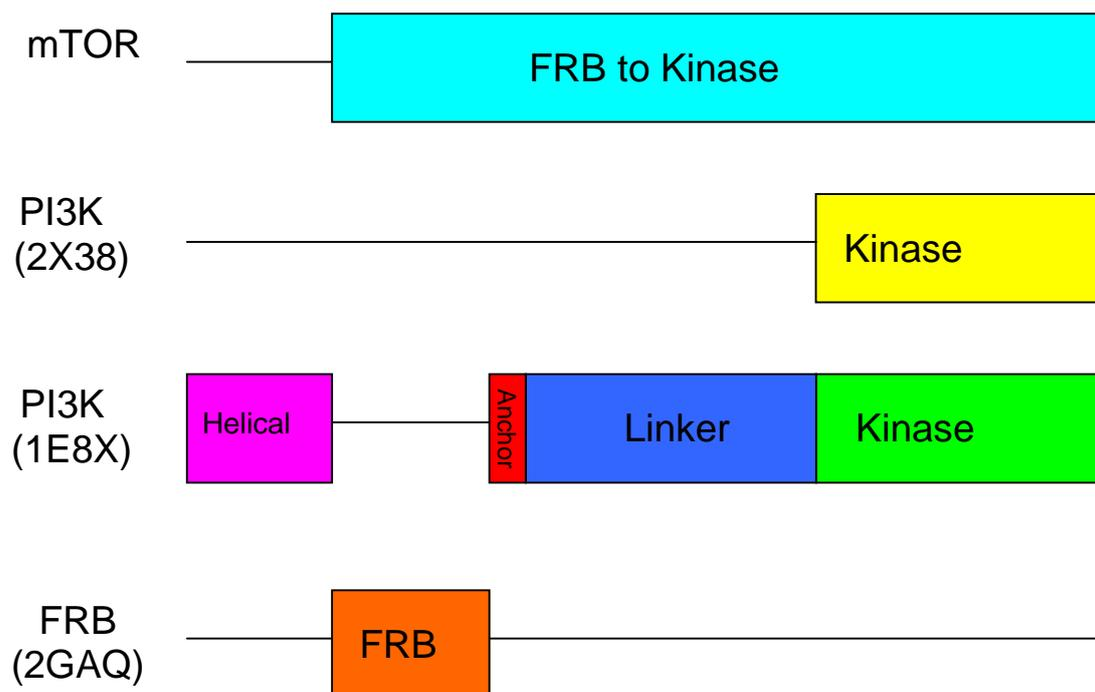 mTOR
FRB to Kinase
PI3K
(2X38)
Kinase
PI3K
(1E8X)
Helical
Anchor
Linker
Kinase
FRB
(2GAQ)
FRB